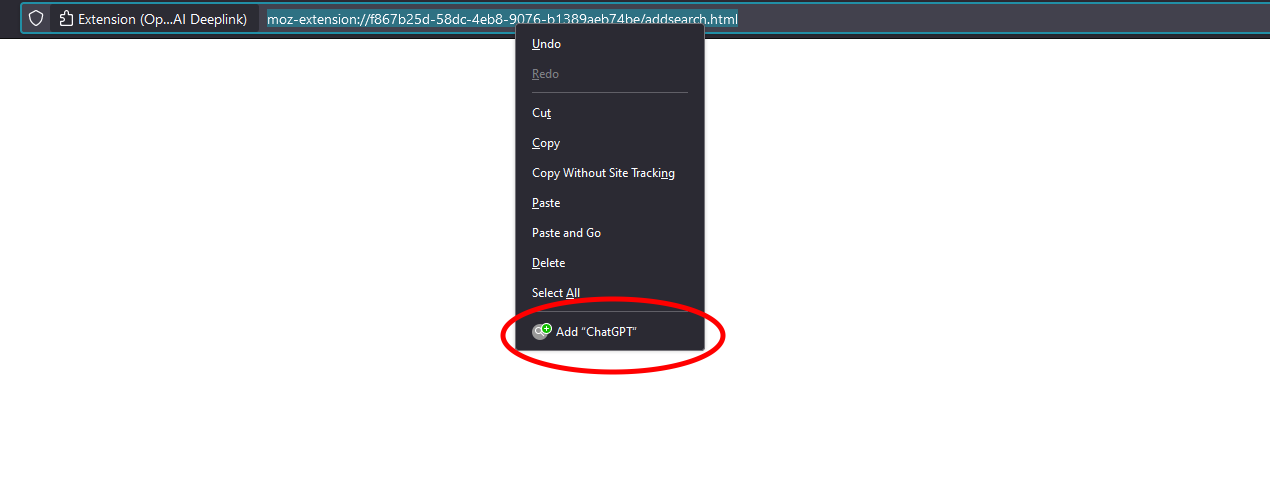 Extension (Op...AI Deeplink) moz-extension://f867b25d-58dc-4eb8-9076-b1389aeb74be/addsearch.html
Undo
Redo
Cut
Copy
Copy Without Site Tracking
Paste
Paste and Go
Delete
Select All
Add “ChatGPT”